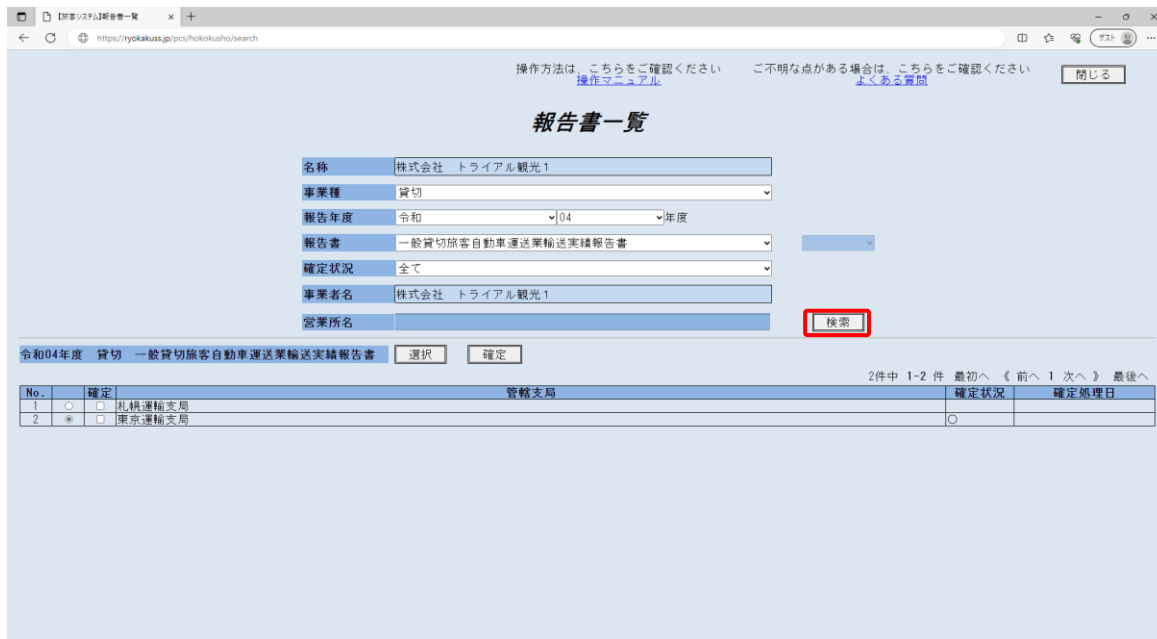 【旅客システム】報告書一覧
https://ryokakuss.jp/pcs/hokokusho/search
ゲスト
操作方法は、こちらをご確認ください ご不明な点がある場合は、こちらをご確認ください 閉じる
操作マニュアル よくある質問
報告書一覧
名称 株式会社 トライアル観光1
事業種 貸切
報告年度 令和 04 年度
報告書 一般貸切旅客自動車運送業輸送実績報告書
確定状況 全て
事業者名 株式会社 トライアル観光1
営業所名 検索
令和04年度 貸切 一般貸切旅客自動車運送業輸送実績報告書 選択 確定
2件中 1-2 件 最初へ 《 前へ 1 次へ 》 最後へ
No. 確定 管轄支局 確定状況 確定処理日
1 札幌運輸支局
2 東京運輸支局 ○